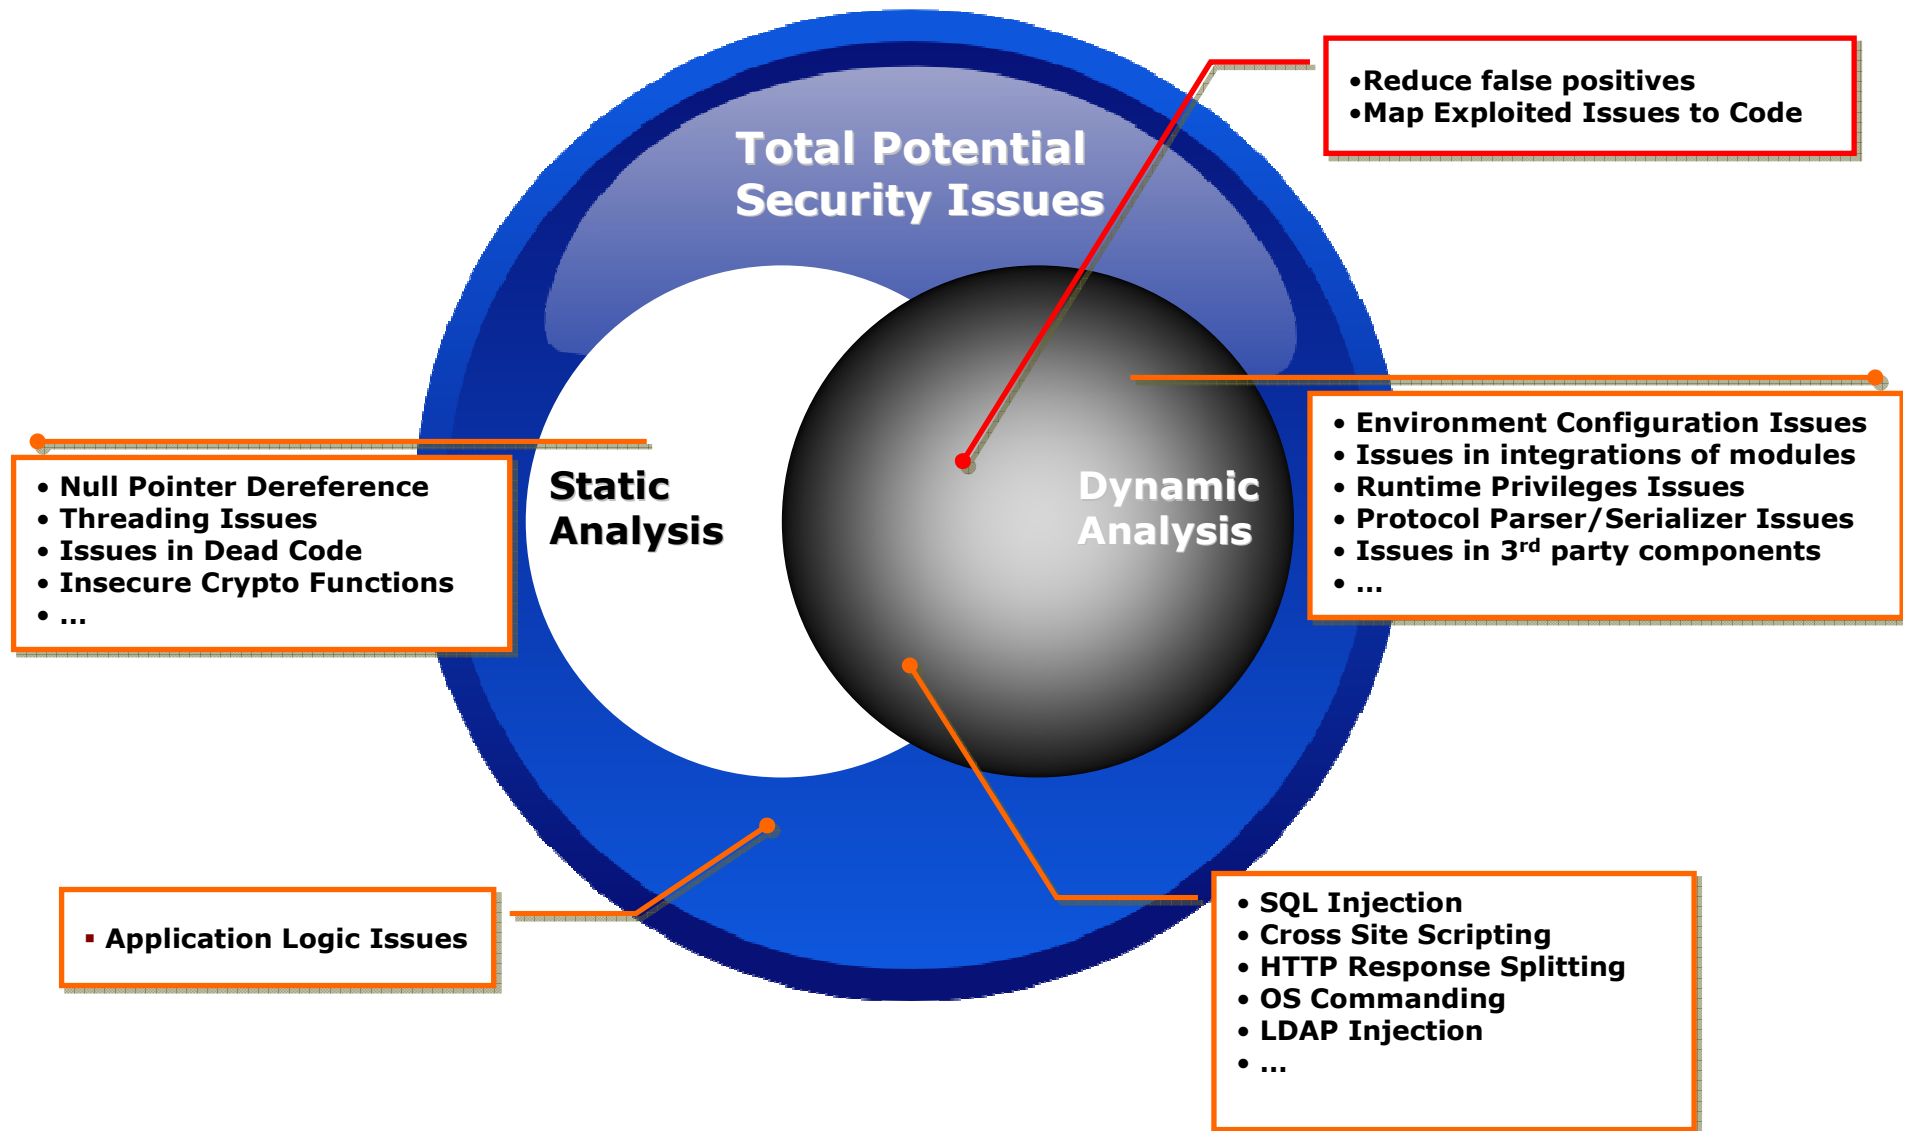 •Reduce false positives
•Map Exploited Issues to Code
Total Potential
Security Issues
• Environment Configuration Issues
• Issues in integrations of modules
• Runtime Privileges Issues
• Protocol Parser/Serializer Issues
• Issues in 3rd party components
• ...
Static
Analysis
Dynamic
Analysis
• Null Pointer Dereference
• Threading Issues
• Issues in Dead Code
• Insecure Crypto Functions
• ...
▪ Application Logic Issues
• SQL Injection
• Cross Site Scripting
• HTTP Response Splitting
• OS Commanding
• LDAP Injection
• ...